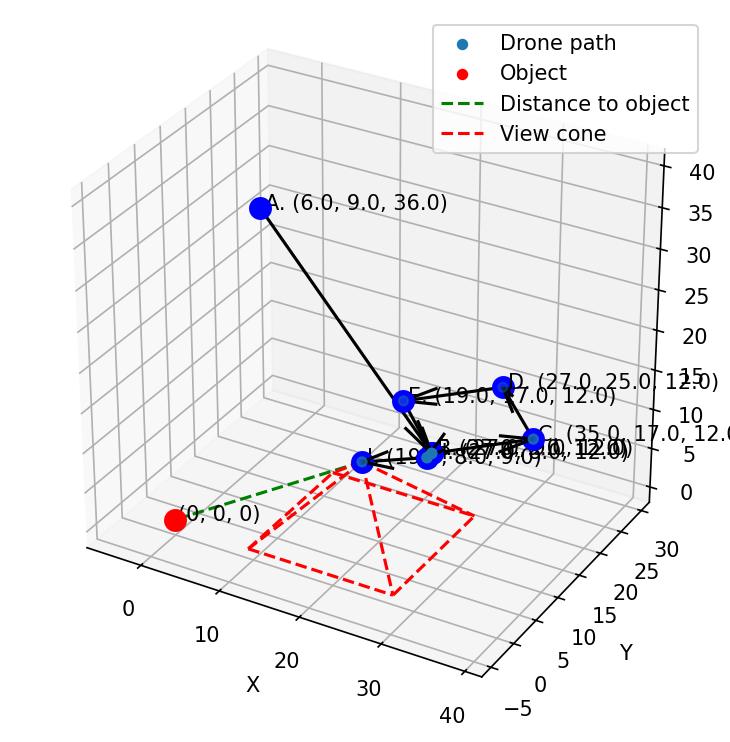 Drone path
Object
Distance to object
View cone
A. (6.0, 9.0, 36.0)
D. (27.0, 25.0, 12.0)
(19.0, 17.0, 12.0)
C. (35.0, 17.0, 12.0)
(0, 0, 0)
40
35
30
25
20
15
10
5
0
0
10
20
30
40
X
−5
0
5
10
15
20
25
30
Y